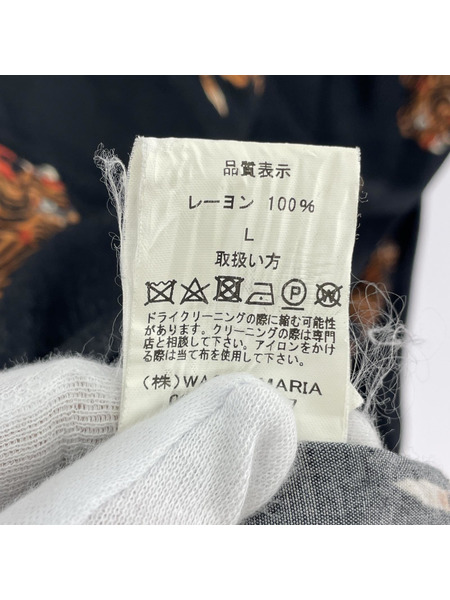 品質表示
レーヨン 100%
L
取扱い方
P W
ドライクリーニングの際に縮む可能性
があります。クリーニングの際は専門
店と相談して下さい。アイロンをかけ
る際は当て布を使用して下さい。
(株)WA MARIA